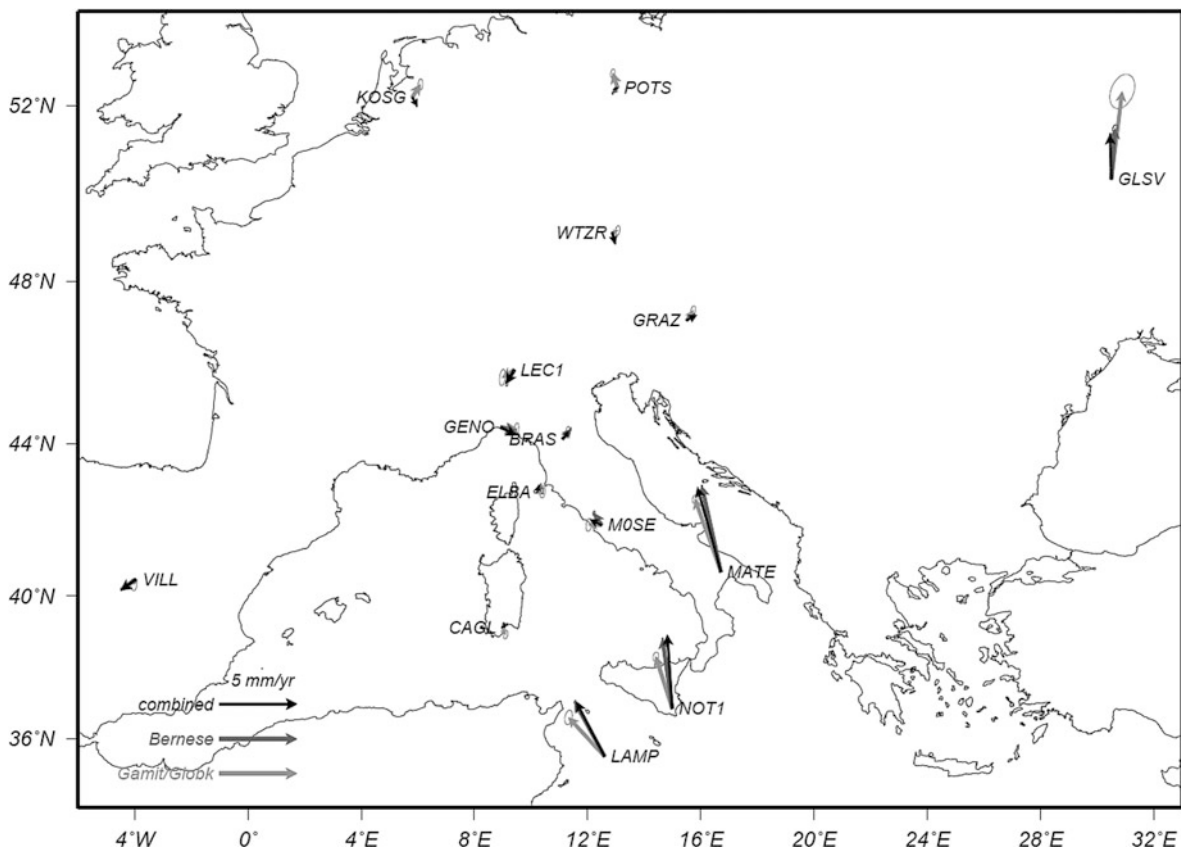 52°N
48°N
44°N
40°N
36°N
KOSG
POTS
GLSV
WTZR
GRAZ
LEC1
GENO
BRAS
ELBA
M0SE
MATE
VILL
CAGL
NOT1
LAMP
5 mm/yr
combined
Bernese
Gamit/Globk
4°W 0° 4°E 8°E 12°E 16°E 20°E 24°E 28°E 32°E